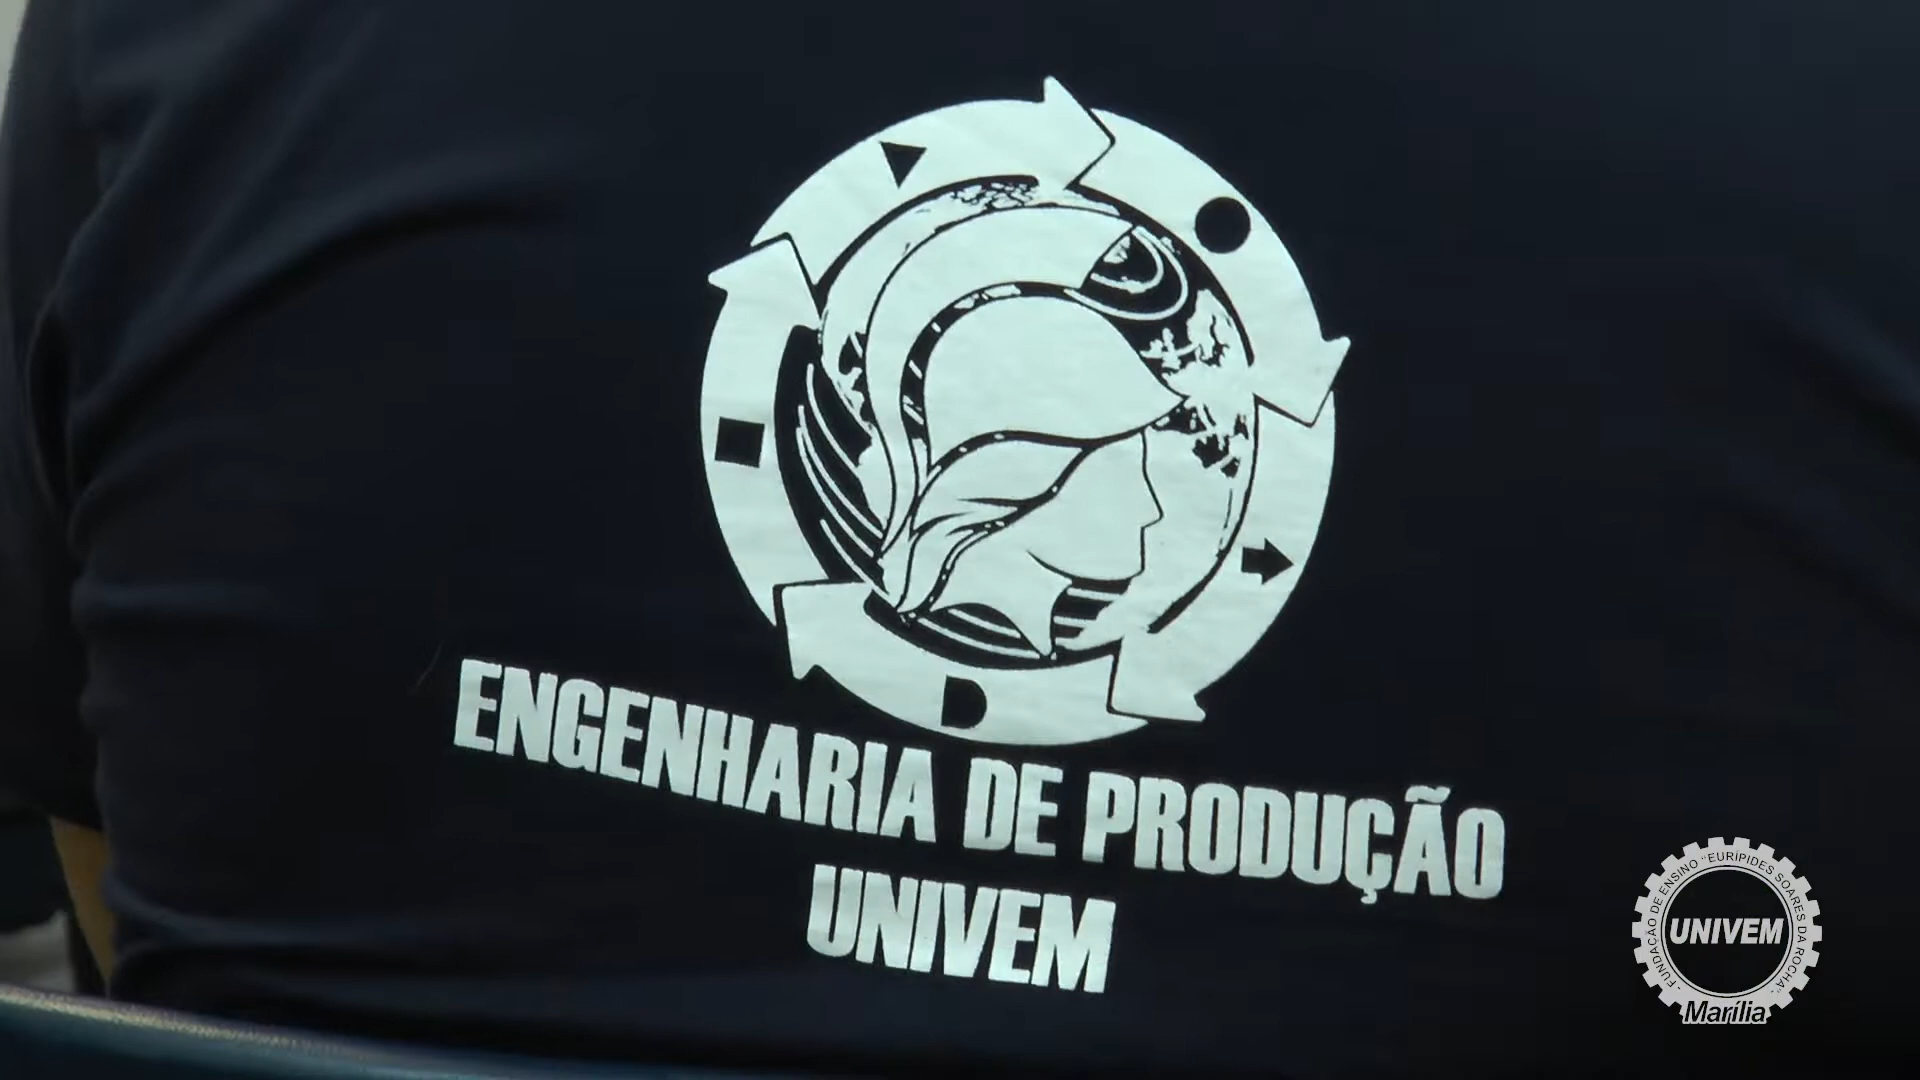 ENGENHARIA DE PRODUÇÃO
UNIVEM
FUNDAÇÃO DE ENSINO "EURÍPIDES SOARES DA ROCHA"
UNIVEM
Marília